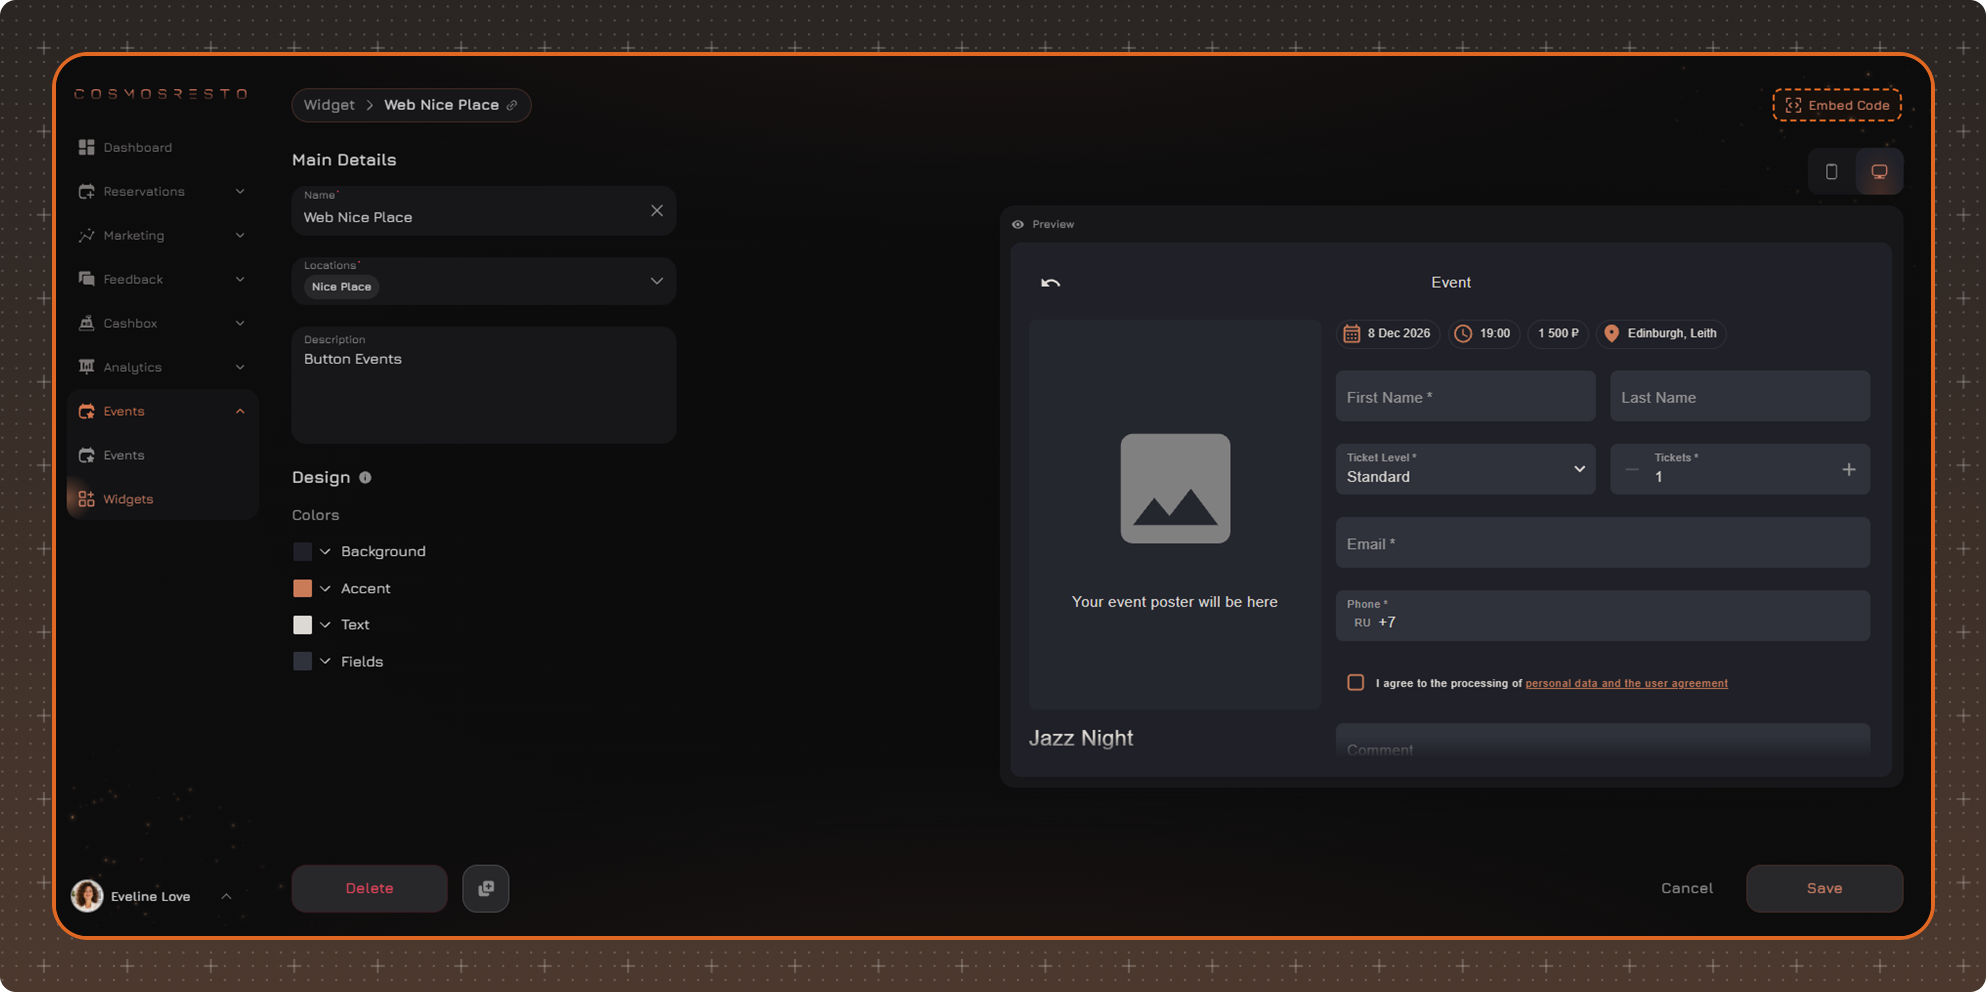 COSMOSRESTO
Widget > Web Nice Place
Embed Code
Dashboard
Reservations
Marketing
Feedback
Cashbox
Analytics
Events
Events
Widgets
Eveline Love
Main Details
Name*
Web Nice Place
Locations*
Nice Place
Description
Button Events
Design
Colors
Background
Accent
Text
Fields
Delete
Preview
Event
8 Dec 2026 19:00 1 500 ₽ Edinburgh, Leith
Your event poster will be here
Jazz Night
First Name * Last Name
Ticket Level * Tickets *
Standard 1
Email *
Phone *
RU +7
I agree to the processing of personal data and the user agreement
Comment
Cancel Save